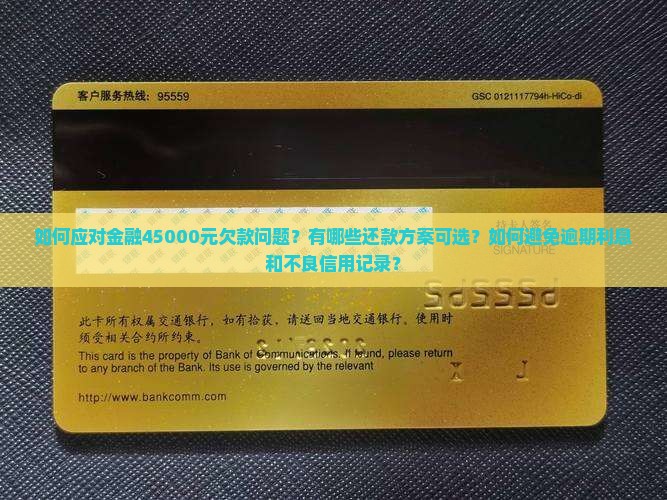 客户服务热线：95559
GSC 0121117794h-HiCo-di
如何应对金融45000元欠款问题？有哪些还款方案可选？如何避免逾期利息
和不良信用记录？
持卡人签名
SIGNATURE
此卡所有权属交通银行，如有拾获，请送回当地交通银行。使用时
须受相关合约所约束。
This card is the property of Bank of Communications. If found, please return
to any branch of the Bank. Its use is governed by the relevant
http://www.bankcomm.com